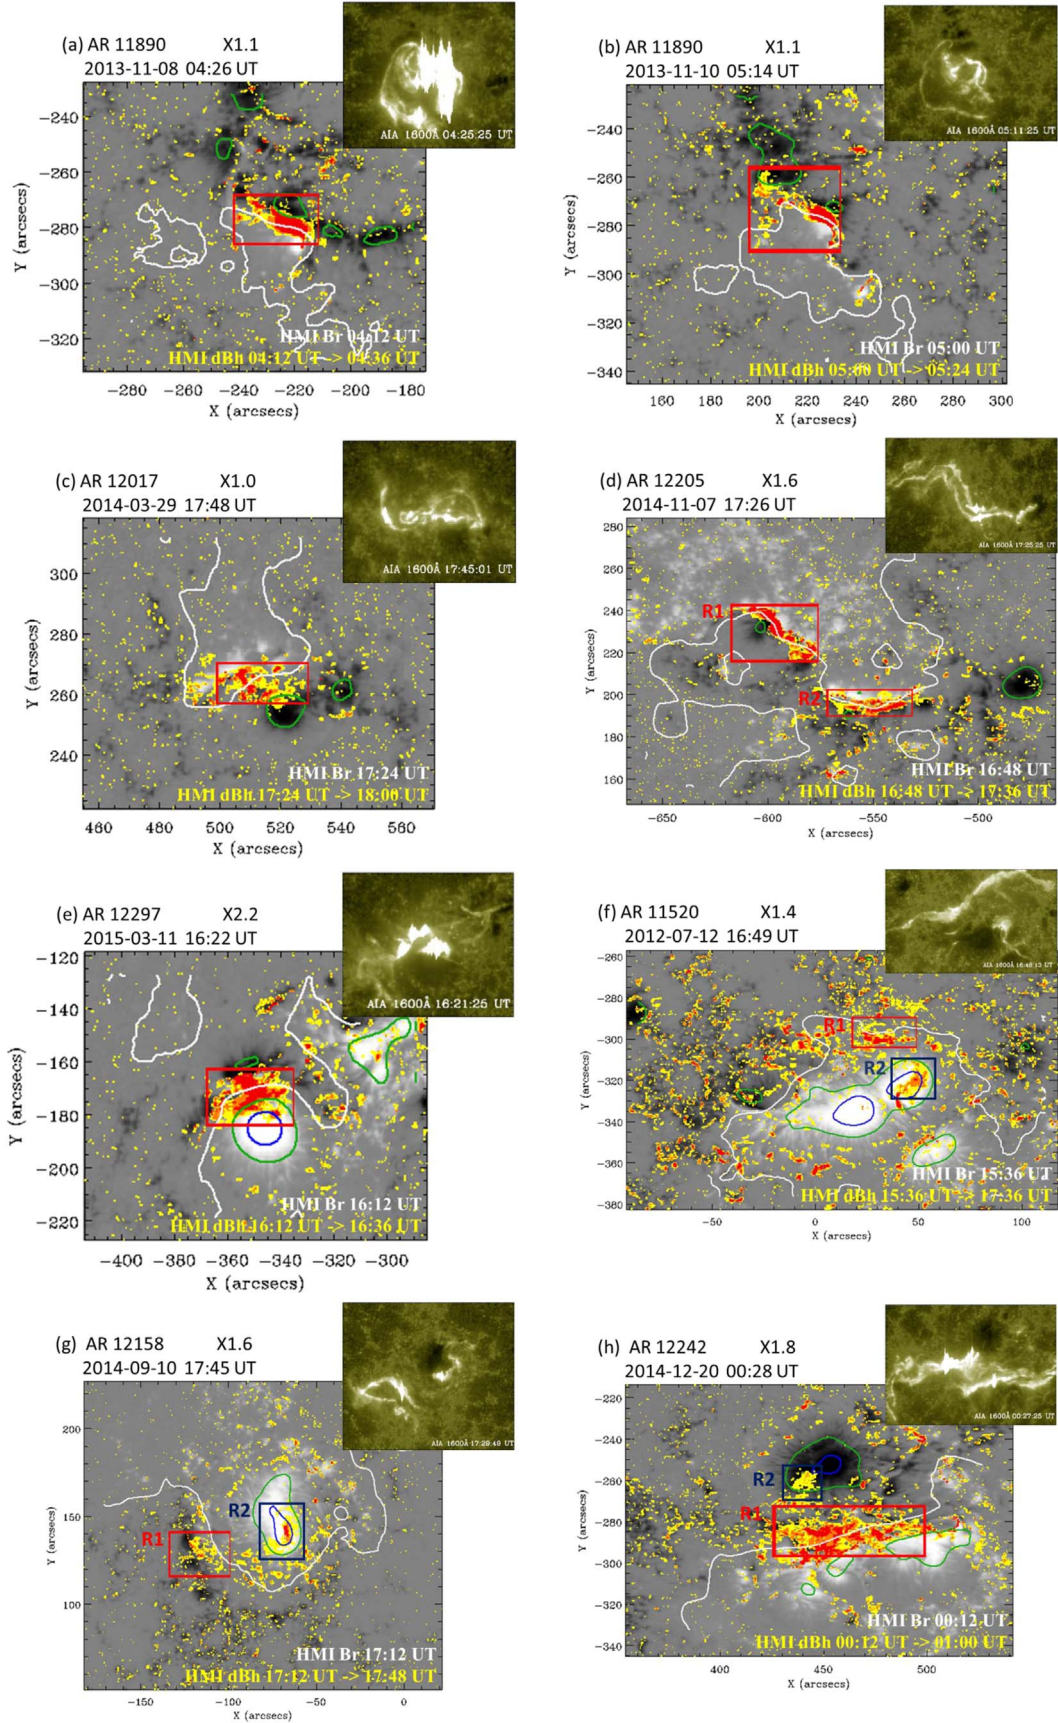 (a) AR 11890 X1.1
2013-11-08 04:26 UT
AIA 1600Å 04:25:25 UT
−240
−260
−280
−300
−320
Y (arcsecs)
HMI Br 04:12 UT
HMI dBh 04:12 UT -> 04:36 UT
−280 −260 −240 −220 −200 −180
X (arcsecs)
(b) AR 11890 X1.1
2013-11-10 05:14 UT
AIA 1600Å 05:11:25 UT
−240
−260
−280
−300
−320
−340
Y (arcsecs)
HMI Br 05:00 UT
HMI dBh 05:00 UT -> 05:24 UT
160 180 200 220 240 260 280 300
X (arcsecs)
(c) AR 12017 X1.0
2014-03-29 17:48 UT
AIA 1600Å 17:45:01 UT
300
280
260
240
Y (arcsecs)
HMI Br 17:24 UT
HMI dBh 17:24 UT -> 18:00 UT
460 480 500 520 540 560
X (arcsecs)
(d) AR 12205 X1.6
2014-11-07 17:26 UT
AIA 1600Å 17:25:25 UT
280
260
240
220
200
180
160
Y (arcsecs)
R1
R2
HMI Br 16:48 UT
HMI dBh 16:48 UT -> 17:36 UT
−650 −600 −550 −500
X (arcsecs)
(e) AR 12297 X2.2
2015-03-11 16:22 UT
AIA 1600Å 16:21:25 UT
−120
−140
−160
−180
−200
−220
Y (arcsecs)
HMI Br 16:12 UT
HMI dBh 16:12 UT -> 16:36 UT
−400 −380 −360 −340 −320 −300
X (arcsecs)
(f) AR 11520 X1.4
2012-07-12 16:49 UT
AIA 1600Å 16:48:13 UT
−260
−280
−300
−320
−340
−360
−380
Y (arcsecs)
R1
R2
HMI Br 15:36 UT
HMI dBh 15:36 UT -> 17:36 UT
−50 0 50 100
X (arcsecs)
(g) AR 12158 X1.6
2014-09-10 17:45 UT
AIA 1600Å 17:29:49 UT
200
150
100
Y (arcsecs)
R1
R2
HMI Br 17:12 UT
HMI dBh 17:12 UT -> 17:48 UT
−150 −100 −50 0
X (arcsecs)
(h) AR 12242 X1.8
2014-12-20 00:28 UT
AIA 1600Å 00:27:25 UT
−220
−240
−260
−280
−300
−320
−340
Y (arcsecs)
R2
R1
HMI Br 00:12 UT
HMI dBh 00:12 UT -> 01:00 UT
400 450 500
X (arcsecs)